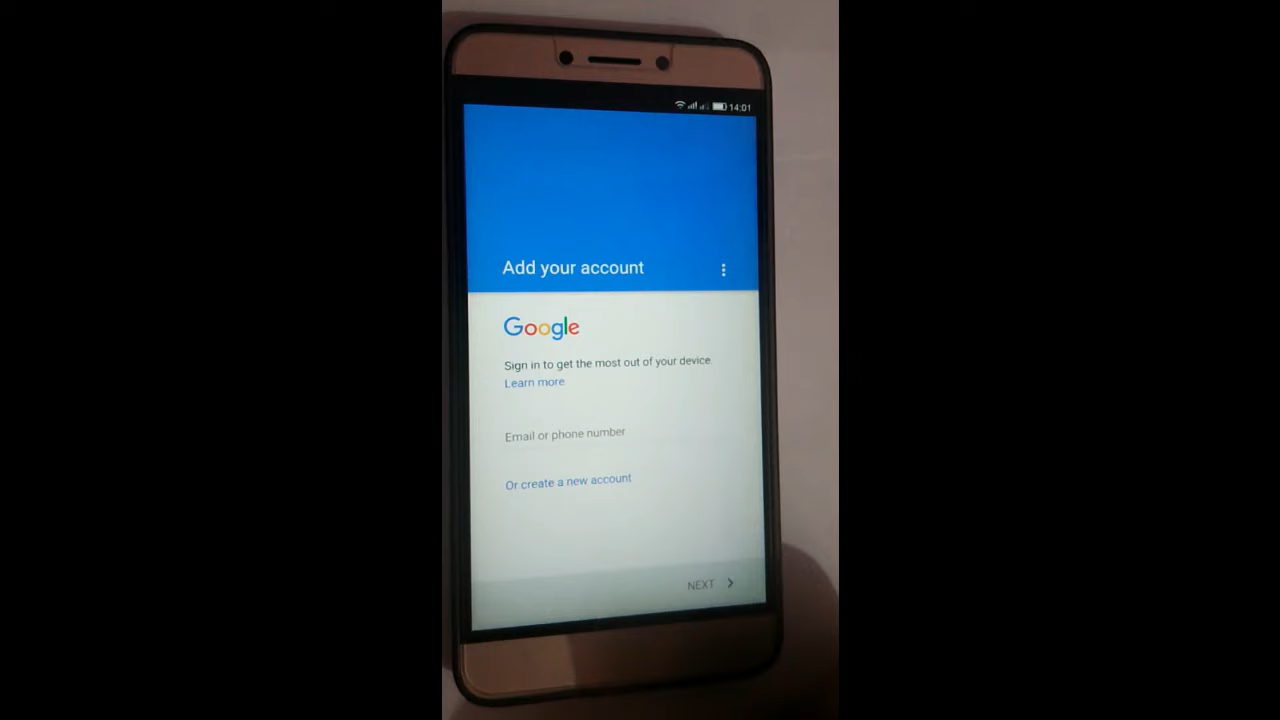 14:01
Add your account
Google
Sign in to get the most out of your device.
Learn more
Email or phone number
Or create a new account
NEXT